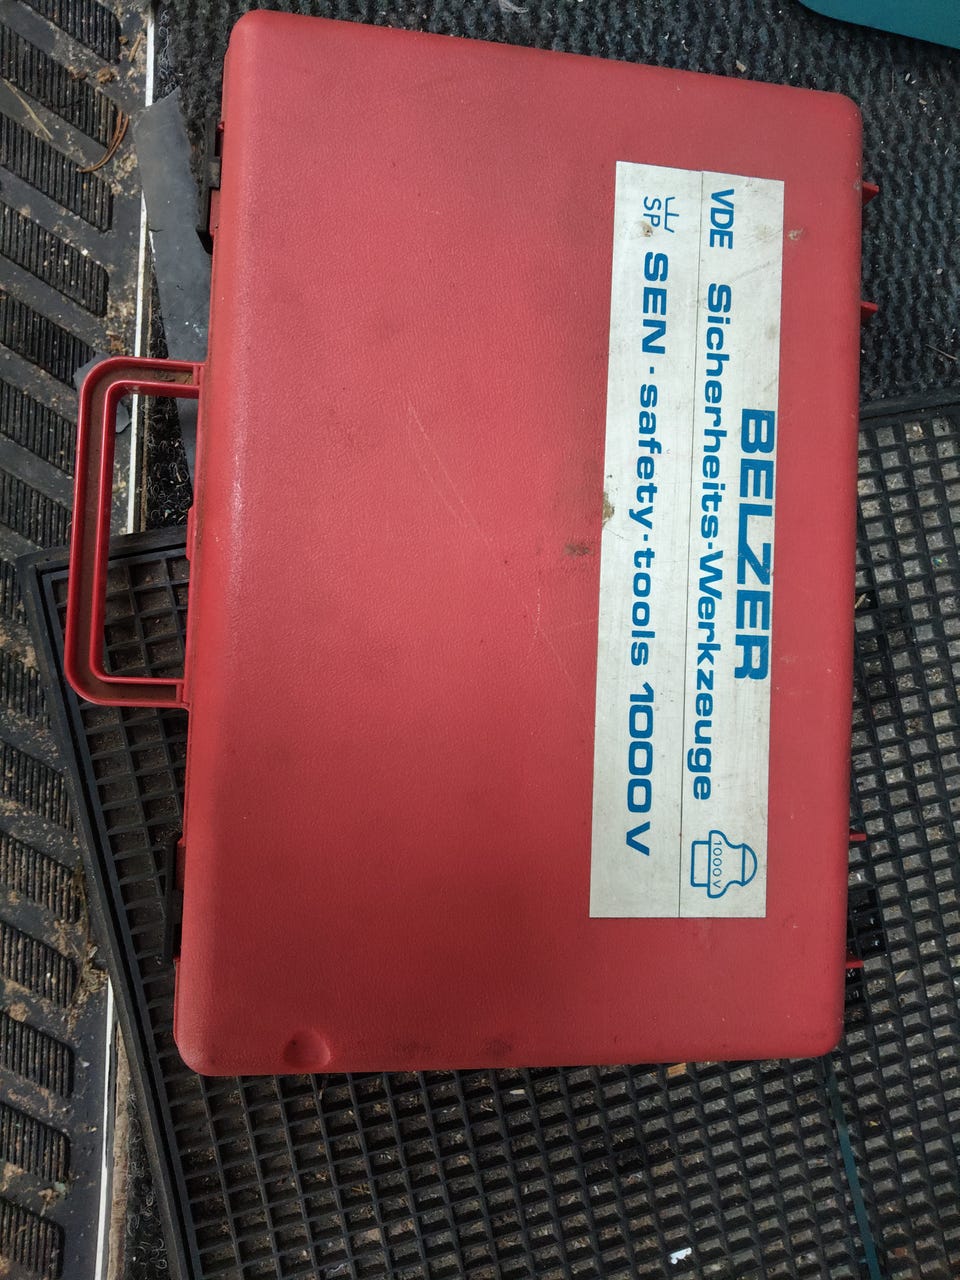 BELZER
VDE Sicherheits-Werkzeuge
1000 V
SP SEN · safety-tools 1000 V